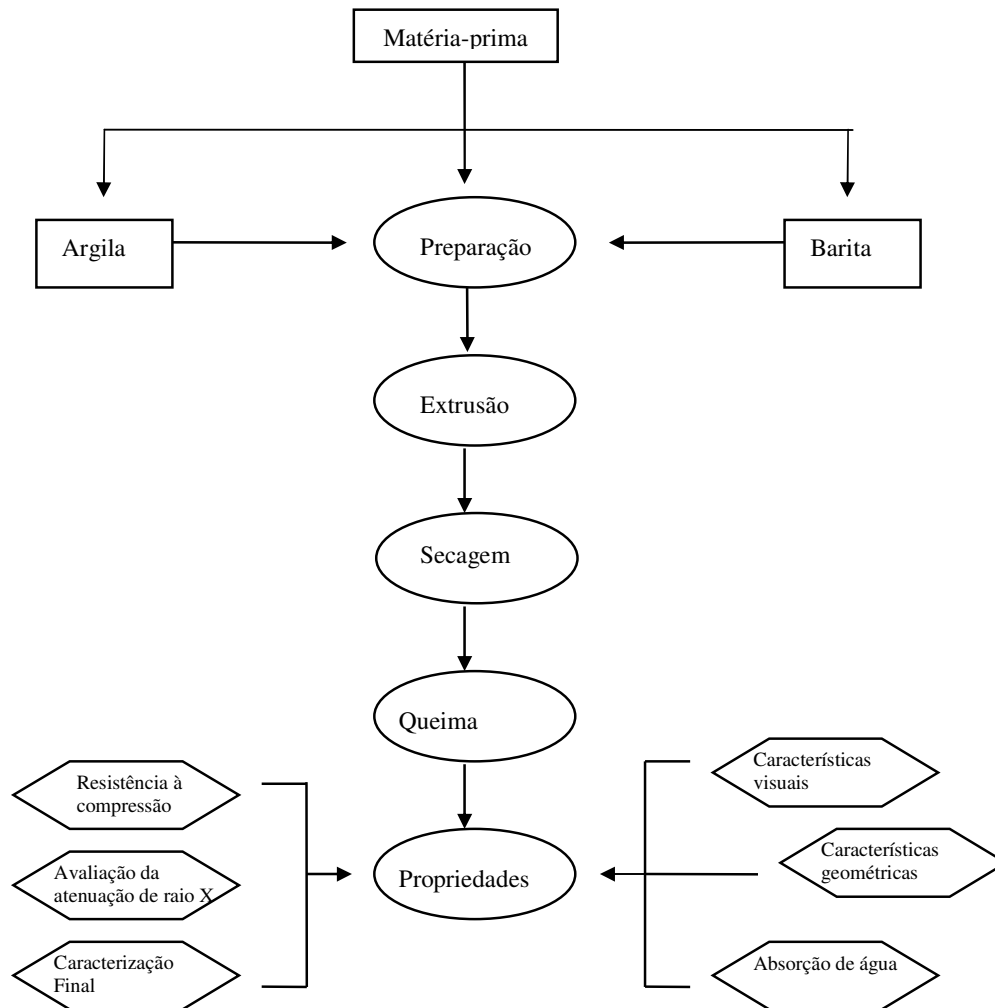 Matéria-prima
Argila
Preparação
Barita
Extrusão
Secagem
Queima
Resistência à
compressão
Avaliação da
atenuação de raio X
Caracterização
Final
Propriedades
Características
visuais
Características
geométricas
Absorção de água